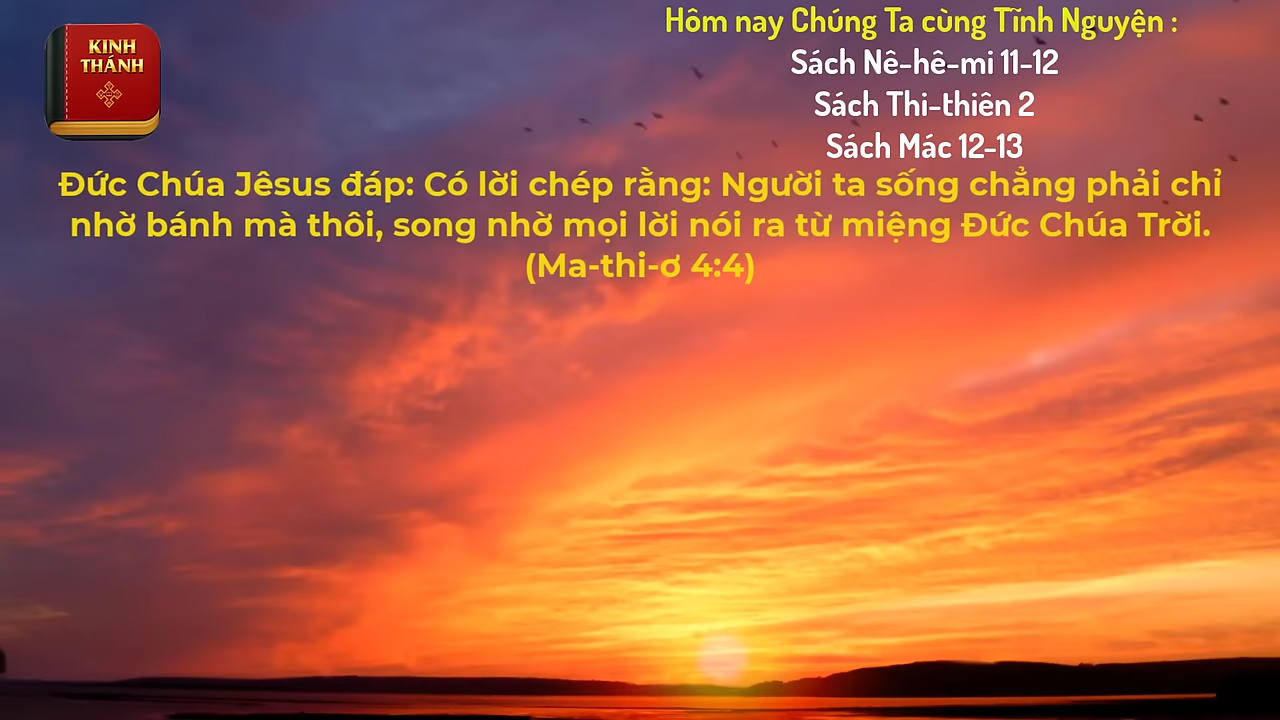 KINH
THÁNH
Hôm nay Chúng Ta cùng Tĩnh Nguyện :
Sách Nê-hê-mi 11-12
Sách Thi-thiên 2
Sách Mác 12-13
Đức Chúa Jêsus đáp: Có lời chép rằng: Người ta sống chẳng phải chỉ
nhờ bánh mà thôi, song nhờ mọi lời nói ra từ miệng Đức Chúa Trời.
(Ma-thi-ơ 4:4)